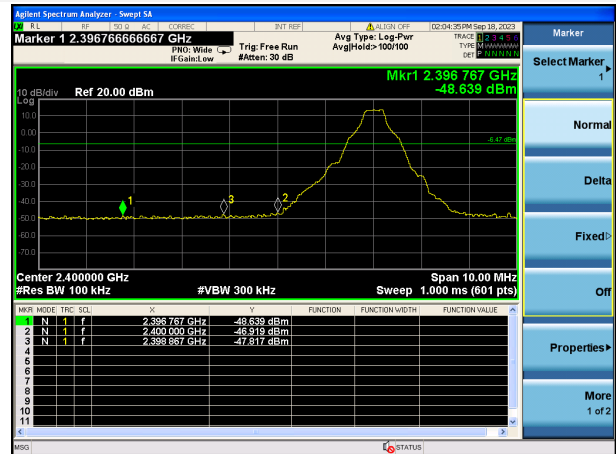 Agilent Spectrum Analyzer - Swept SA
RL RF 50 Ω AC CORREC INT REF ALIGN OFF 02:04:35PM Sep 18, 2023
Marker 1 2.396766666667 GHz
PNO: Wide
IFGain:Low
Trig: Free Run
#Atten: 30 dB
Avg Type: Log-Pwr
Avg|Hold:>100/100
TRACE 1 2 3 4 5 6
TYPE M
DET P N N N N N
Mkr1 2.396 767 GHz
-48.639 dBm
10 dB/div Ref 20.00 dBm
Log
10.0
0.00
-10.0
-20.0
-30.0
-40.0
-50.0
-60.0
-70.0
-6.47 dBm
1
3
2
Center 2.400000 GHz Span 10.00 MHz
#Res BW 100 kHz #VBW 300 kHz Sweep 1.000 ms (601 pts)
MKR MODE TRC SCL X Y FUNCTION FUNCTION WIDTH FUNCTION VALUE
1 N 1 f 2.396 767 GHz -48.639 dBm
2 N 1 f 2.400 000 GHz -46.919 dBm
3 N 1 f 2.398 867 GHz -47.817 dBm
4
5
6
7
8
9
10
11
MSG STATUS
Marker
Select Marker
1
Normal
Delta
Fixed
Off
Properties
More
1 of 2